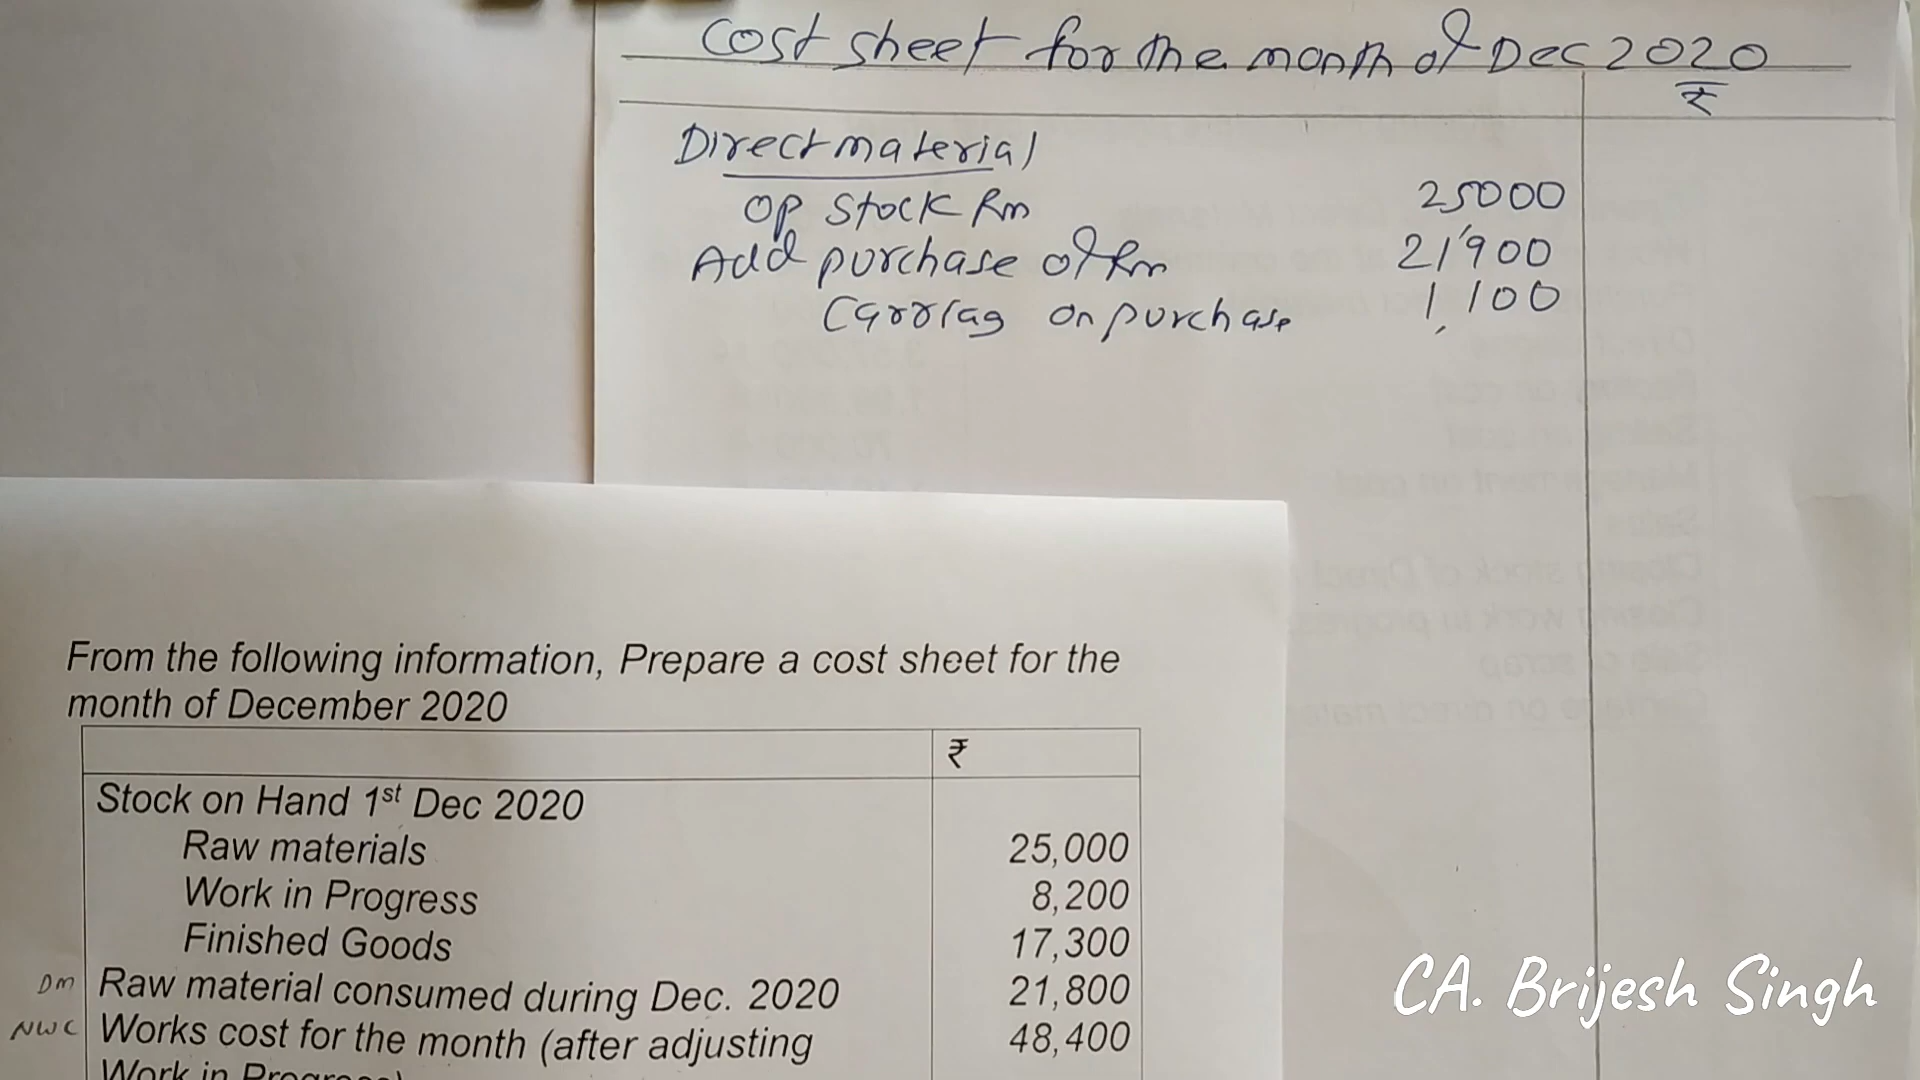 Cost sheet for the month of Dec 2020
₹
Direct material
Op Stock Rm 25000
Add purchase of Rm 21900
Carriag on purchase 1,100
From the following information, Prepare a cost sheet for the
month of December 2020
₹
Stock on Hand 1st Dec 2020
Raw materials 25,000
Work in Progress 8,200
Finished Goods 17,300
DM Raw material consumed during Dec. 2020 21,800
NWC Works cost for the month (after adjusting 48,400
Work in Progress)
CA. Brijesh Singh